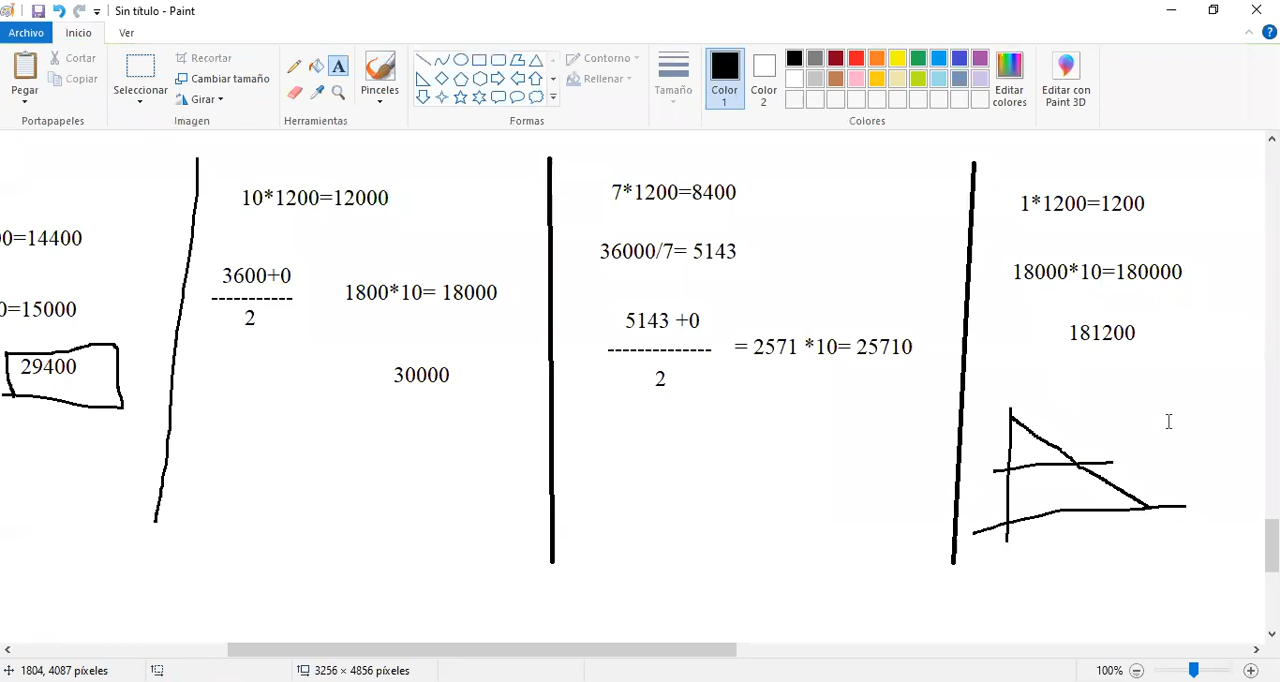 Sin título - Paint
Archivo
Inicio
Ver
Pegar
Cortar
Copiar
Portapapeles
Seleccionar
Recortar
Cambiar tamaño
Girar
Imagen
A
Herramientas
Pinceles
Contorno
Rellenar
Formas
Tamaño
Color
1
Color
2
Editar
colores
Editar con
Paint 3D
Colores
00=14400
0=15000
29400
10*1200=12000
3600+0
------------
2
1800*10= 18000
30000
7*1200=8400
36000/7= 5143
5143 +0
---------------
2
= 2571 *10= 25710
1*1200=1200
18000*10=180000
181200
1804, 4087 píxeles
3256 × 4856 píxeles
100%